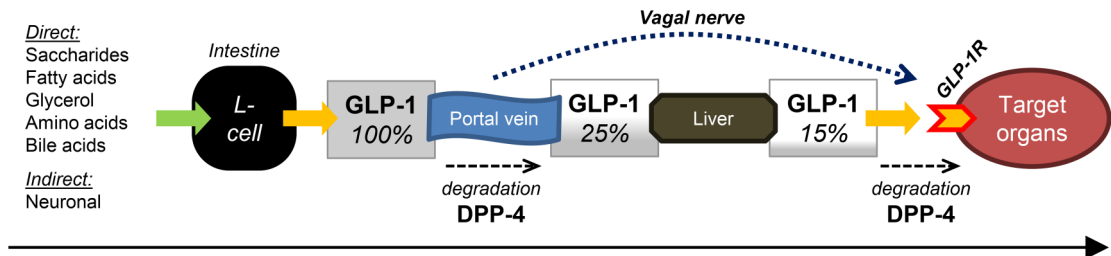 Direct:
Saccharides
Fatty acids
Glycerol
Amino acids
Bile acids
Indirect:
Neuronal
Intestine
L-
cell
GLP-1
100%
Portal vein
degradation
DPP-4
Vagal nerve
GLP-1
25%
Liver
GLP-1
15%
degradation
DPP-4
GLP-1R
Target
organs